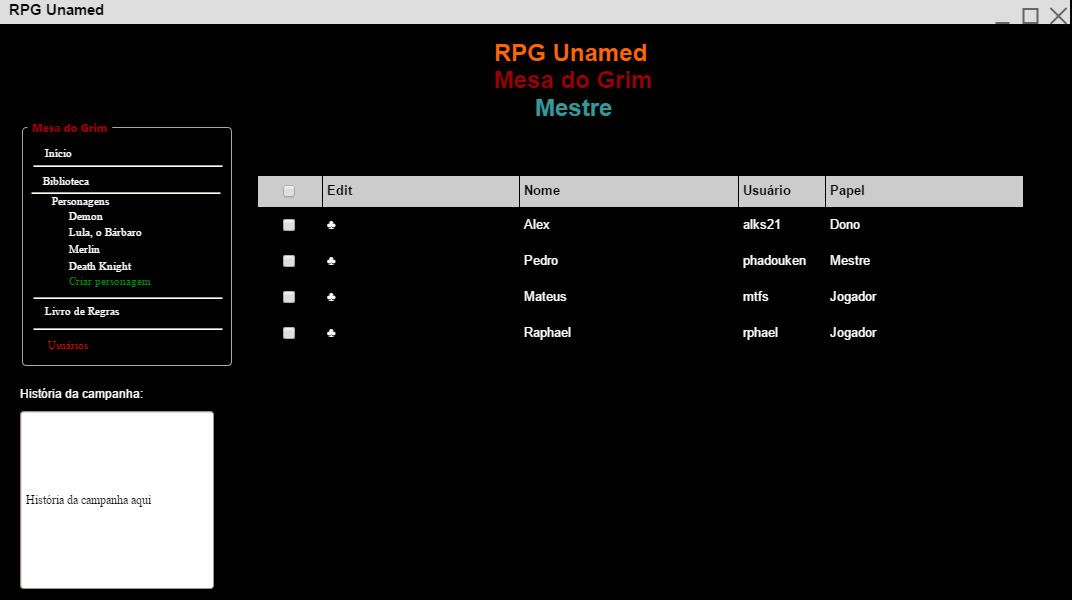 RPG Unamed
RPG Unamed
Mesa do Grim
Mestre
Mesa do Grim
Início
Biblioteca
Personagens
Demon
Lula, o Bárbaro
Merlin
Death Knight
Criar personagem
Livro de Regras
Usuários
História da campanha:
História da campanha aqui
Edit Nome Usuário Papel
♣ Alex alks21 Dono
♣ Pedro phadouken Mestre
♣ Mateus mtfs Jogador
♣ Raphael rphael Jogador